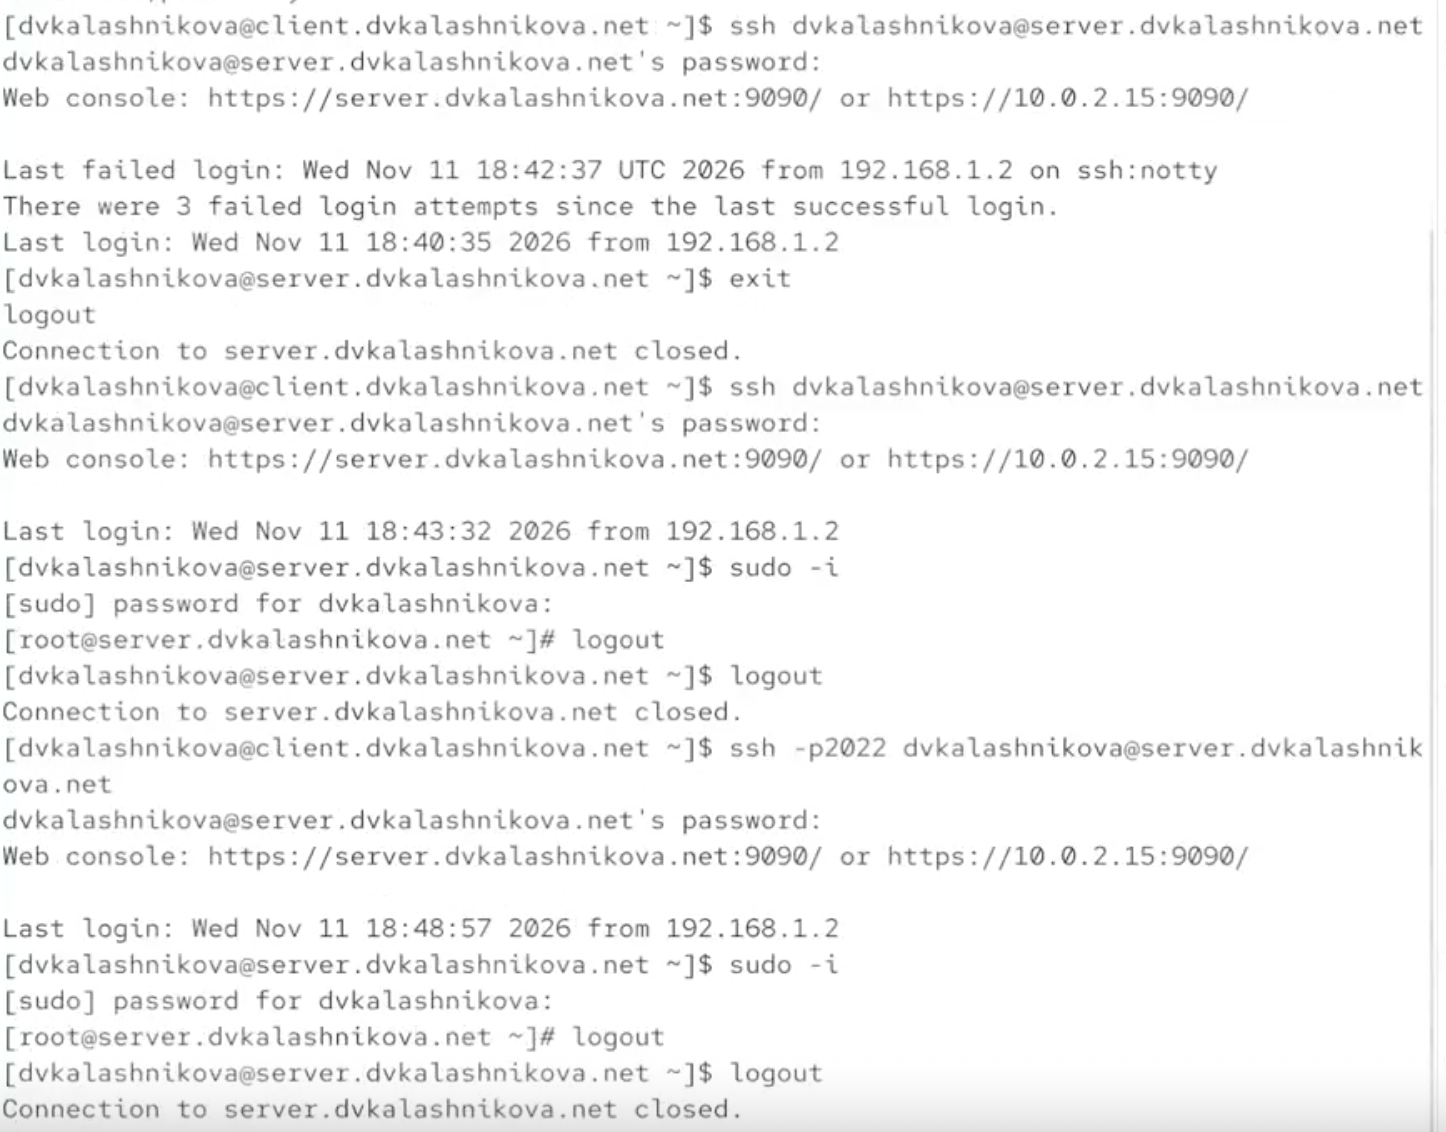 [dvkalashnikova@client.dvkalashnikova.net ~]$ ssh dvkalashnikova@server.dvkalashnikova.net
dvkalashnikova@server.dvkalashnikova.net's password:
Web console: https://server.dvkalashnikova.net:9090/ or https://10.0.2.15:9090/
Last failed login: Wed Nov 11 18:42:37 UTC 2026 from 192.168.1.2 on ssh:notty
There were 3 failed login attempts since the last successful login.
Last login: Wed Nov 11 18:40:35 2026 from 192.168.1.2
[dvkalashnikova@server.dvkalashnikova.net ~]$ exit
logout
Connection to server.dvkalashnikova.net closed.
[dvkalashnikova@client.dvkalashnikova.net ~]$ ssh dvkalashnikova@server.dvkalashnikova.net
dvkalashnikova@server.dvkalashnikova.net's password:
Web console: https://server.dvkalashnikova.net:9090/ or https://10.0.2.15:9090/
Last login: Wed Nov 11 18:43:32 2026 from 192.168.1.2
[dvkalashnikova@server.dvkalashnikova.net ~]$ sudo -i
[sudo] password for dvkalashnikova:
[root@server.dvkalashnikova.net ~]# logout
[dvkalashnikova@server.dvkalashnikova.net ~]$ logout
Connection to server.dvkalashnikova.net closed.
[dvkalashnikova@client.dvkalashnikova.net ~]$ ssh -p2022 dvkalashnikova@server.dvkalashnik
ova.net
dvkalashnikova@server.dvkalashnikova.net's password:
Web console: https://server.dvkalashnikova.net:9090/ or https://10.0.2.15:9090/
Last login: Wed Nov 11 18:48:57 2026 from 192.168.1.2
[dvkalashnikova@server.dvkalashnikova.net ~]$ sudo -i
[sudo] password for dvkalashnikova:
[root@server.dvkalashnikova.net ~]# logout
[dvkalashnikova@server.dvkalashnikova.net ~]$ logout
Connection to server.dvkalashnikova.net closed.